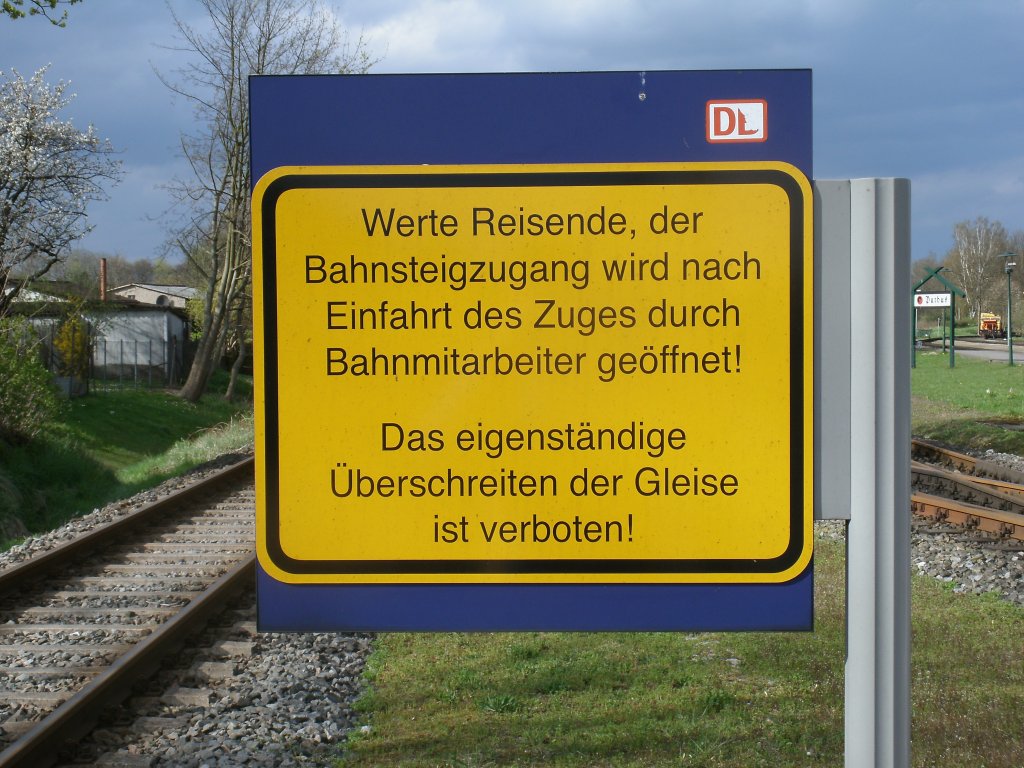 DL
Werte Reisende, der
Bahnsteigzugang wird nach
Einfahrt des Zuges durch
Bahnmitarbeiter geöffnet!
Das eigenständige
Überschreiten der Gleise
ist verboten!